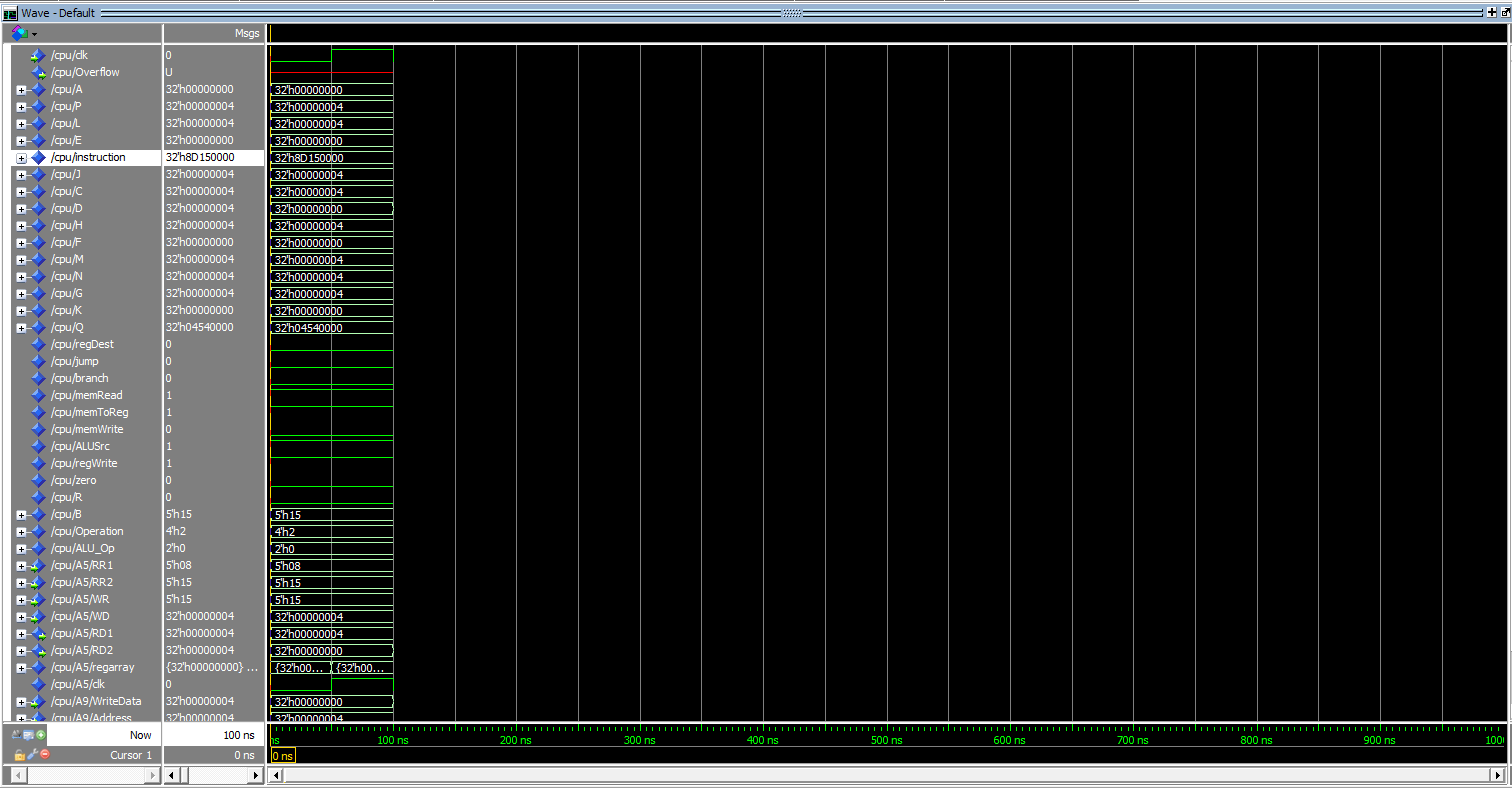 Wave - Default
Msgs
/cpu/clk 0
/cpu/Overflow U
/cpu/A 32'h00000000 32'h00000000
/cpu/P 32'h00000004 32'h00000004
/cpu/L 32'h00000004 32'h00000004
/cpu/E 32'h00000000 32'h00000000
/cpu/instruction 32'h8D150000 32'h8D150000
/cpu/J 32'h00000004 32'h00000004
/cpu/C 32'h00000004 32'h00000004
/cpu/D 32'h00000004 32'h00000000
/cpu/H 32'h00000004 32'h00000004
/cpu/F 32'h00000000 32'h00000000
/cpu/M 32'h00000004 32'h00000004
/cpu/N 32'h00000004 32'h00000004
/cpu/G 32'h00000004 32'h00000004
/cpu/K 32'h00000000 32'h00000000
/cpu/Q 32'h04540000 32'h04540000
/cpu/regDest 0
/cpu/jump 0
/cpu/branch 0
/cpu/memRead 1
/cpu/memToReg 1
/cpu/memWrite 0
/cpu/ALUSrc 1
/cpu/regWrite 1
/cpu/zero 0
/cpu/R 0
/cpu/B 5'h15 5'h15
/cpu/Operation 4'h2 4'h2
/cpu/ALU_Op 2'h0 2'h0
/cpu/A5/RR1 5'h08 5'h08
/cpu/A5/RR2 5'h15 5'h15
/cpu/A5/WR 5'h15 5'h15
/cpu/A5/WD 32'h00000004 32'h00000004
/cpu/A5/RD1 32'h00000004 32'h00000004
/cpu/A5/RD2 32'h00000004 32'h00000000
/cpu/A5/regarray {32'h00000000} ... {32'h00... {32'h00...
/cpu/A5/clk 0
/cpu/A9/WriteData 32'h00000004 32'h00000000
/cpu/A9/Address 32'h00000004 32'h00000004
Now 100 ns ns 100 ns 200 ns 300 ns 400 ns 500 ns 600 ns 700 ns 800 ns 900 ns 1000
Cursor 1 0 ns 0 ns